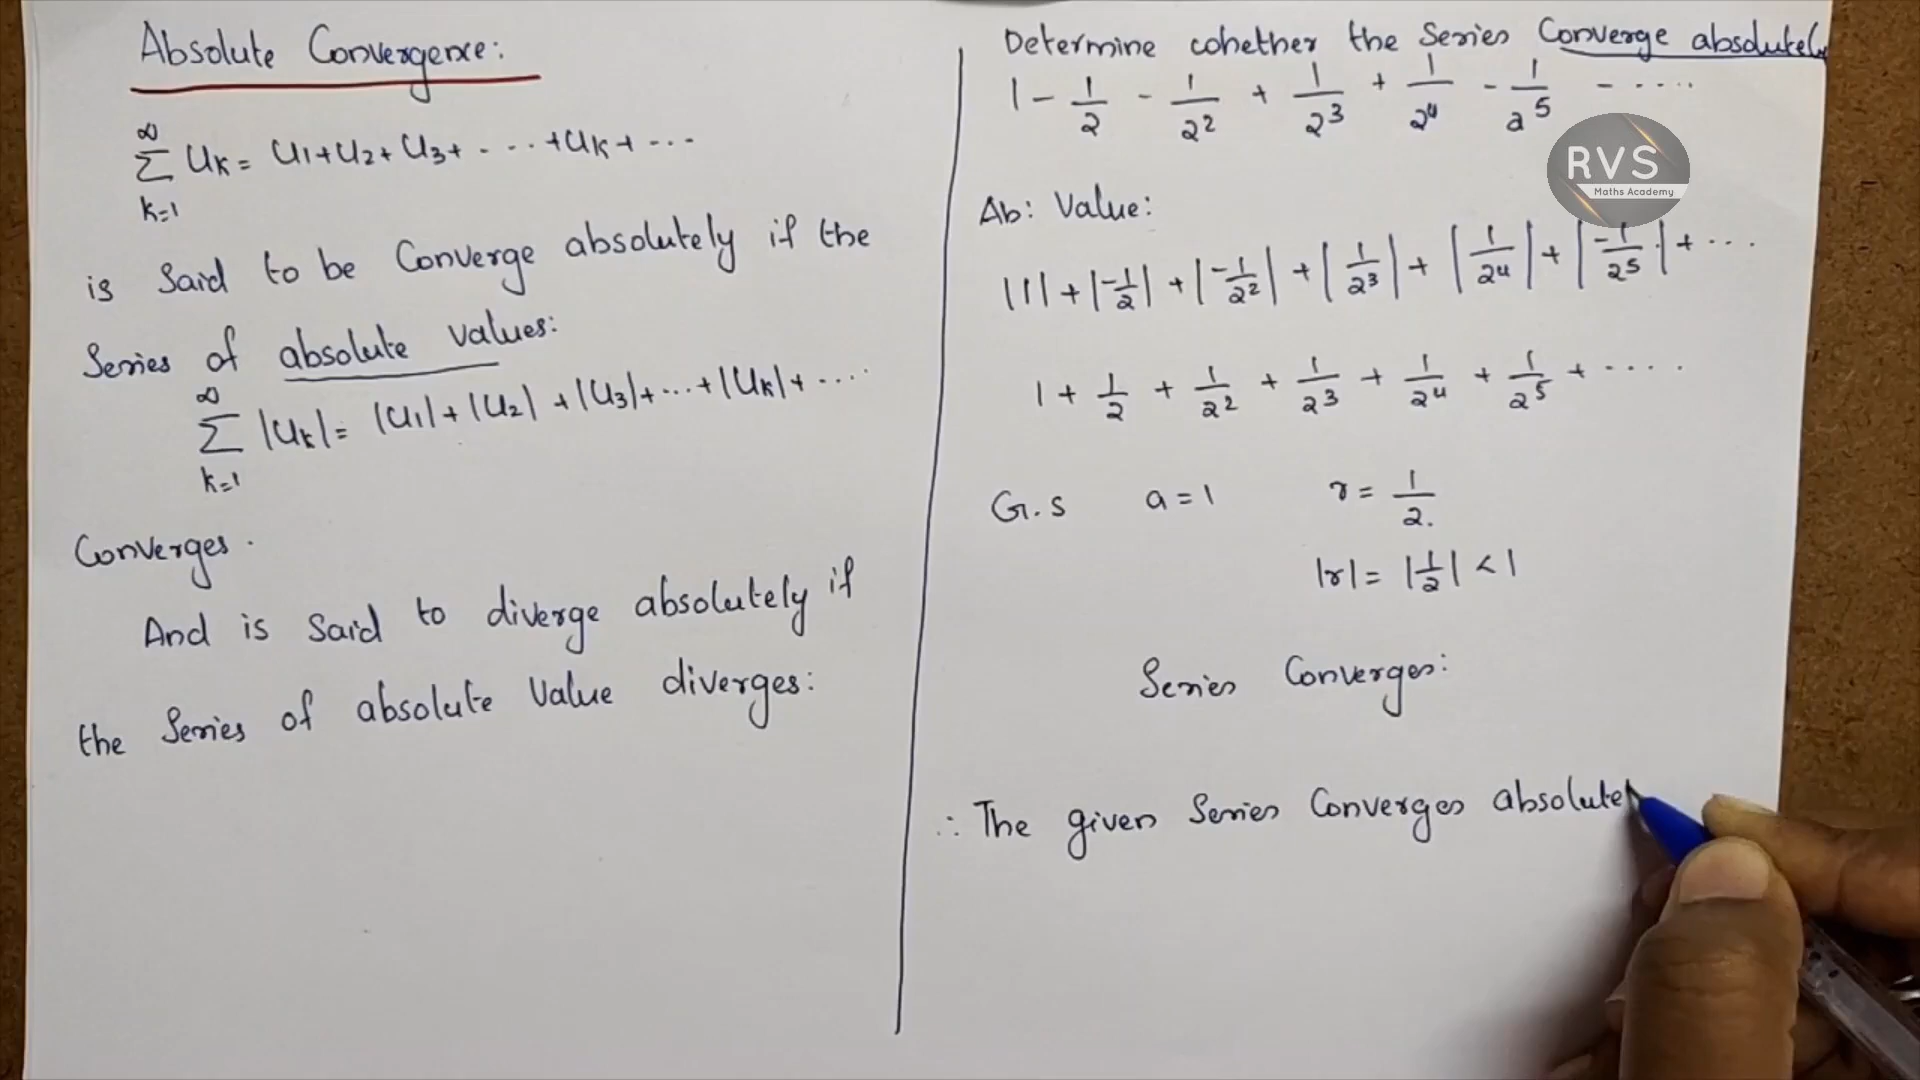 Absolute Convergence:
∞
Σ Uk = U1+U2+U3+ - ... +Uk+ ...
k=1
is Said to be Converge absolutely if the
Series of absolute values:
∞
Σ |Uk| = |U1|+|U2|+|U3|+...+|Uk|+....
k=1
Converges.
And is Said to diverge absolutely if
the Series of absolute Value diverges:
Determine whether the Series Converge absolutely
1 - 1/2 - 1/2² + 1/2³ + 1/2⁴ - 1/2⁵ - .....
RVS
Maths Academy
Ab: Value:
|1| + |-1/2| + |-1/2²| + |1/2³| + |1/2⁴| + |-1/2⁵| + ....
1 + 1/2 + 1/2² + 1/2³ + 1/2⁴ + 1/2⁵ + .....
G.S a = 1 r = 1/2.
|r| = |1/2| < 1
Series Converges:
∴ The given Series Converges absolute